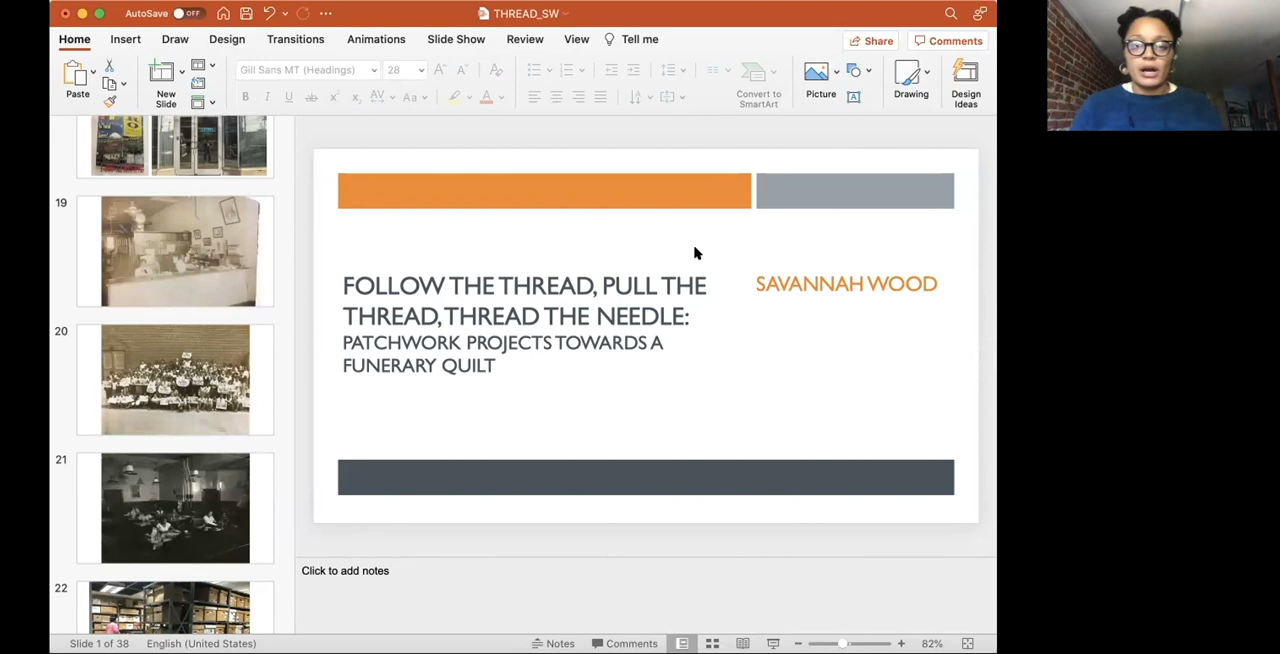 AutoSave OFF
THREAD_SW
Home Insert Draw Design Transitions Animations Slide Show Review View Tell me
Share Comments
Paste
New
Slide
Gill Sans MT (Headings) 28
Convert to
SmartArt
Picture
Drawing
Design
Ideas
19
20
21
22
FOLLOW THE THREAD, PULL THE
THREAD, THREAD THE NEEDLE:
PATCHWORK PROJECTS TOWARDS A
FUNERARY QUILT
SAVANNAH WOOD
Click to add notes
Slide 1 of 38 English (United States) Notes Comments 82%